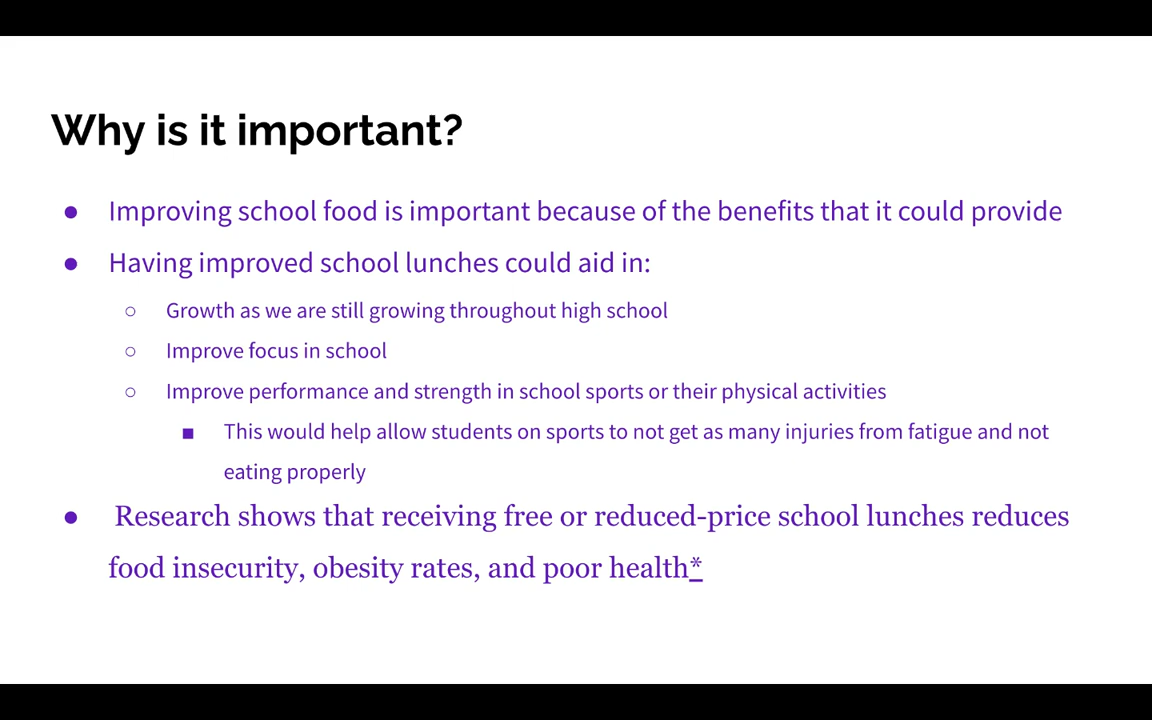 Why is it important?
● Improving school food is important because of the benefits that it could provide
● Having improved school lunches could aid in:
○ Growth as we are still growing throughout high school
○ Improve focus in school
○ Improve performance and strength in school sports or their physical activities
■ This would help allow students on sports to not get as many injuries from fatigue and not
eating properly
● Research shows that receiving free or reduced-price school lunches reduces
food insecurity, obesity rates, and poor health*